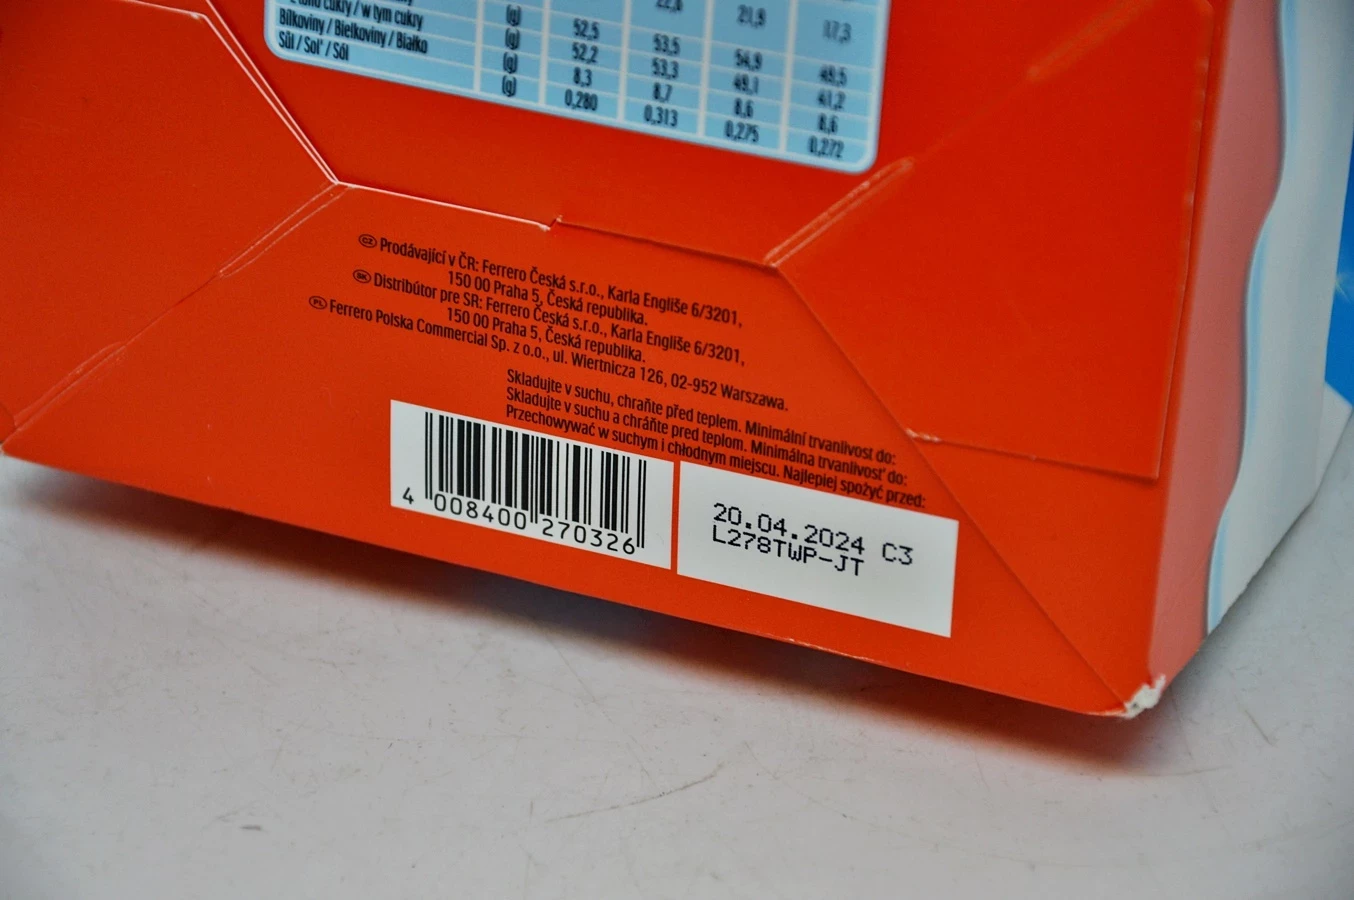 22,6 21,9 17,3
z toho cukry / w tym cukry (g) 52,5 53,5 54,9 49,5
Bílkoviny / Bielkoviny / Białko (g) 52,2 53,3 49,1 41,2
Sůl / Soľ / Sól (g) 8,3 8,7 8,6 8,6
(g) 0,280 0,313 0,275 0,272
CZ Prodávající v ČR: Ferrero Česká s.r.o., Karla Engliše 6/3201,
150 00 Praha 5, Česká republika.
SK Distribútor pre SR: Ferrero Česká s.r.o., Karla Engliše 6/3201,
150 00 Praha 5, Česká republika.
PL Ferrero Polska Commercial Sp. z o.o., ul. Wiertnicza 126, 02-952 Warszawa.
Skladujte v suchu, chraňte před teplem. Minimální trvanlivost do:
Skladujte v suchu a chráňte pred teplom. Minimálna trvanlivosť do:
Przechowywać w suchym i chłodnym miejscu. Najlepiej spożyć przed:
4 008400 270326
20.04.2024 C3
L278TWP-JT